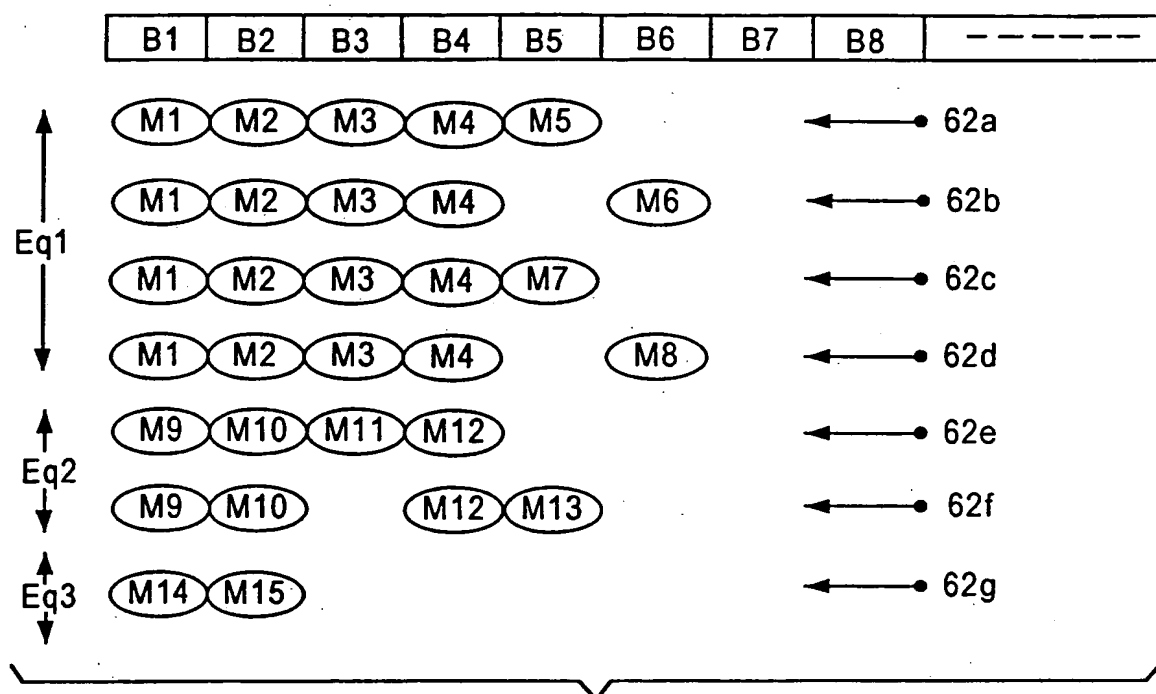 B1 B2 B3 B4 B5 B6 B7 B8 ------
M1 M2 M3 M4 M5 62a
M1 M2 M3 M4 M6 62b
Eq1
M1 M2 M3 M4 M7 62c
M1 M2 M3 M4 M8 62d
M9 M10 M11 M12 62e
Eq2
M9 M10 M12 M13 62f
Eq3 M14 M15 62g